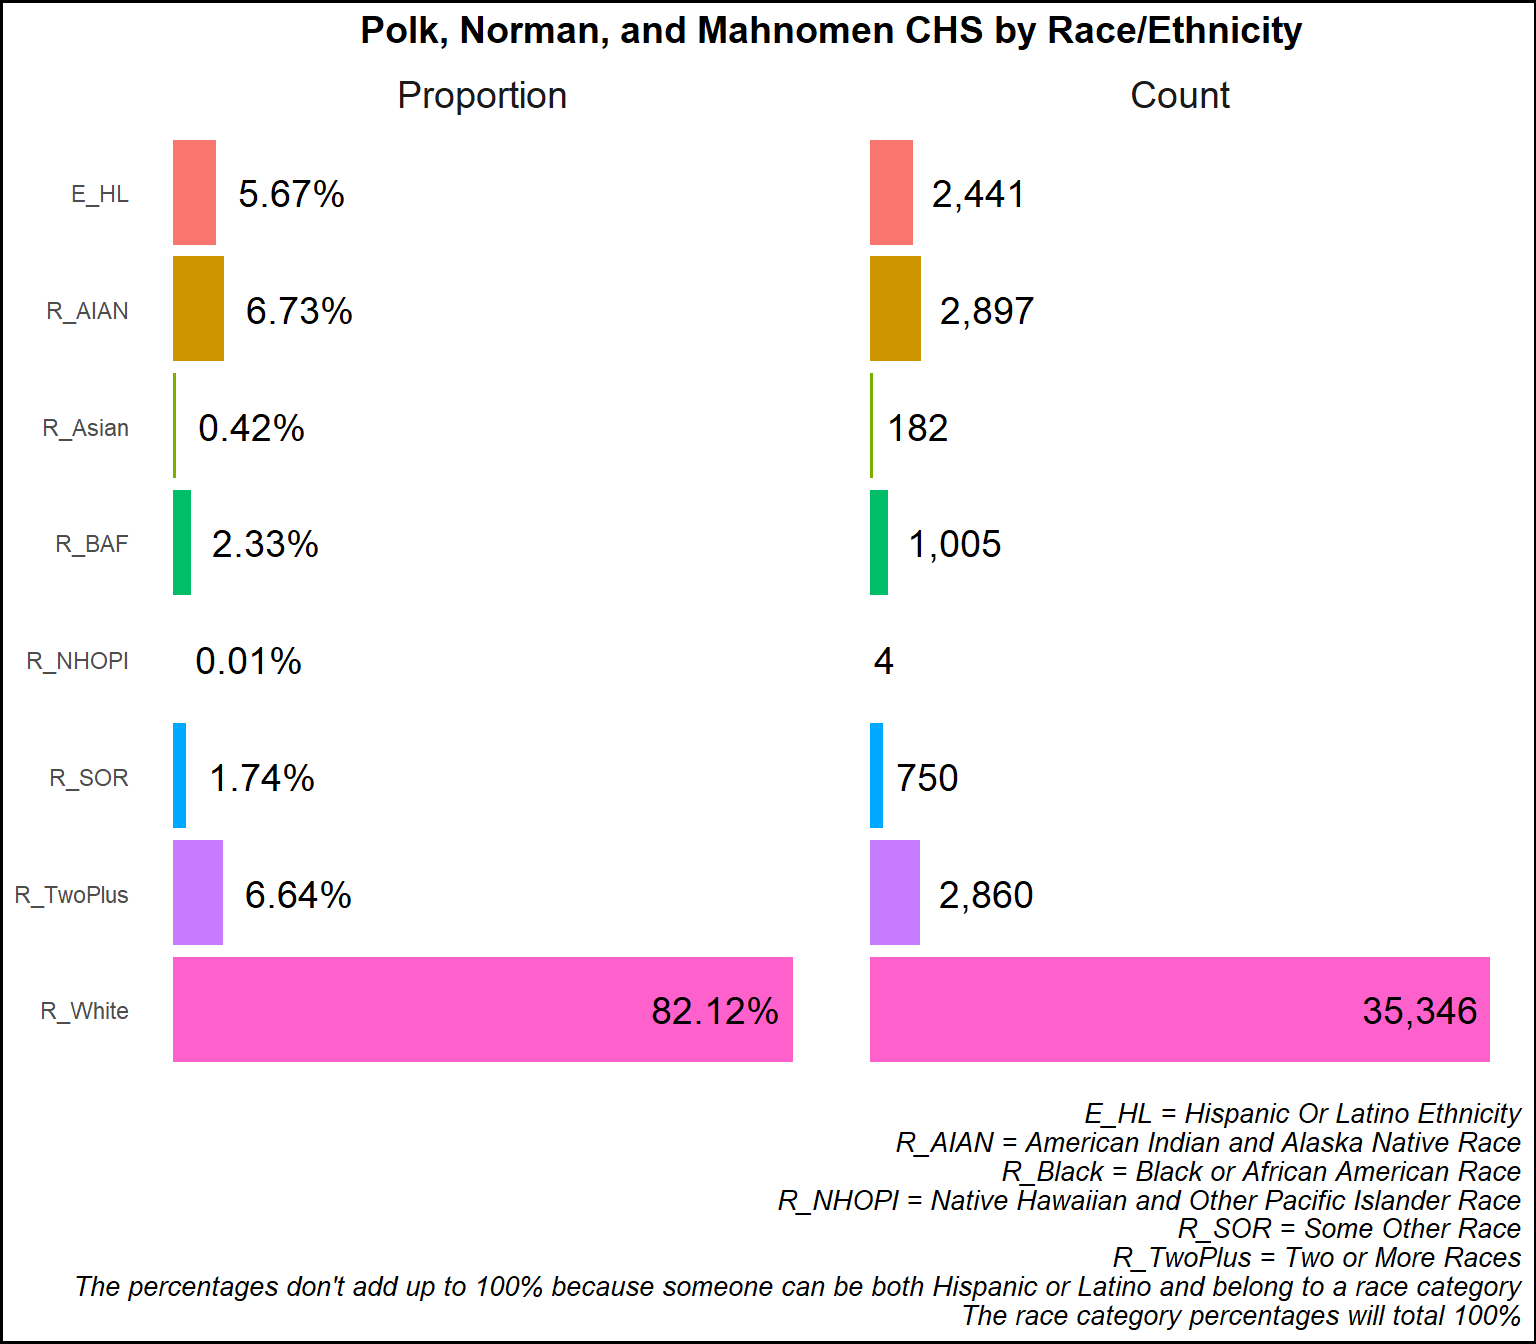 Polk, Norman, and Mahnomen CHS by Race/Ethnicity
Proportion Count
E_HL 5.67% 2,441
R_AIAN 6.73% 2,897
R_Asian 0.42% 182
R_BAF 2.33% 1,005
R_NHOPI 0.01% 4
R_SOR 1.74% 750
R_TwoPlus 6.64% 2,860
R_White 82.12% 35,346
E_HL = Hispanic Or Latino Ethnicity
R_AIAN = American Indian and Alaska Native Race
R_Black = Black or African American Race
R_NHOPI = Native Hawaiian and Other Pacific Islander Race
R_SOR = Some Other Race
R_TwoPlus = Two or More Races
The percentages don't add up to 100% because someone can be both Hispanic or Latino and belong to a race category
The race category percentages will total 100%